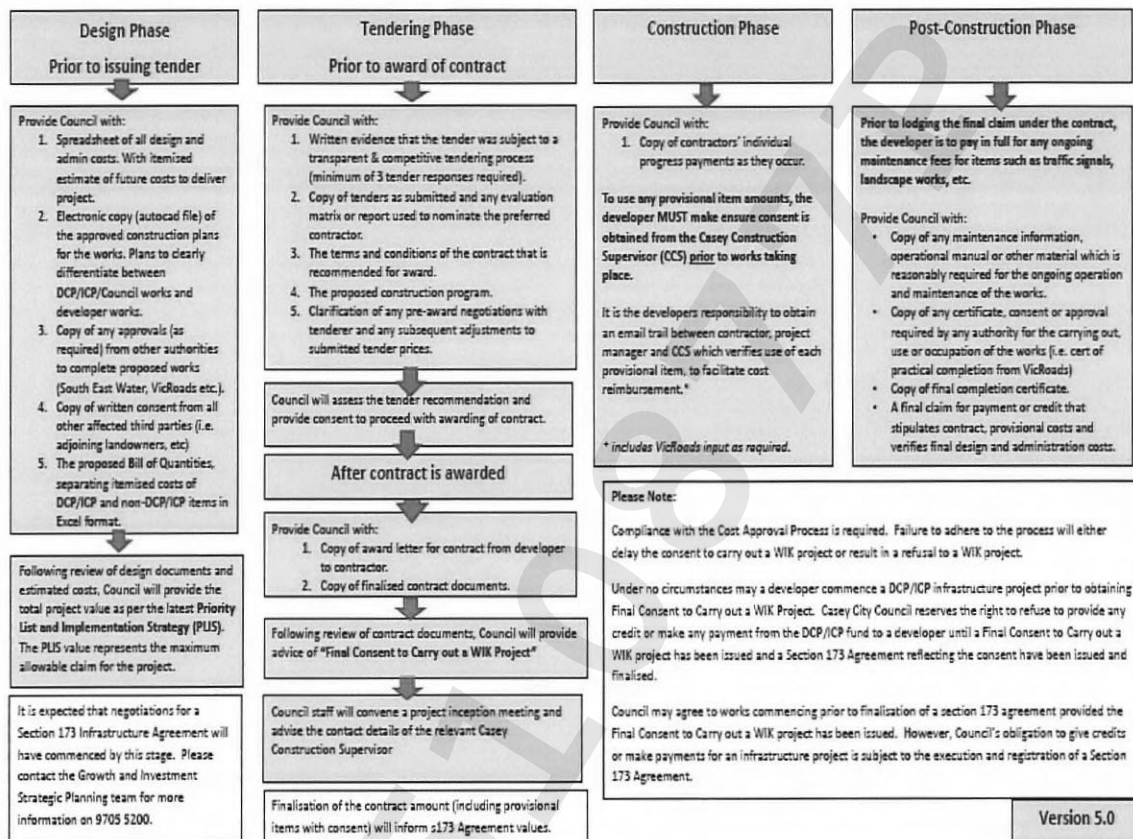 Design Phase
Prior to issuing tender
Provide Council with:
1. Spreadsheet of all design and
admin costs. With itemised
estimate of future costs to deliver
project.
2. Electronic copy (autocad file) of
the approved construction plans
for the works. Plans to clearly
differentiate between
DCP/ICP/Council works and
developer works.
3. Copy of any approvals (as
required) from other authorities
to complete proposed works
(South East Water, VicRoads etc.).
4. Copy of written consent from all
other affected third parties (i.e.
adjoining landowners, etc)
5. The proposed Bill of Quantities,
separating itemised costs of
DCP/ICP and non-DCP/ICP items in
Excel format.
Following review of design documents and
estimated costs, Council will provide the
total project value as per the latest Priority
List and Implementation Strategy (PLIS).
The PLIS value represents the maximum
allowable claim for the project.
It is expected that negotiations for a
Section 173 Infrastructure Agreement will
have commenced by this stage. Please
contact the Growth and Investment
Strategic Planning team for more
information on 9705 5200.
Tendering Phase
Prior to award of contract
Provide Council with:
1. Written evidence that the tender was subject to a
transparent & competitive tendering process
(minimum of 3 tender responses required).
2. Copy of tenders as submitted and any evaluation
matrix or report used to nominate the preferred
contractor.
3. The terms and conditions of the contract that is
recommended for award.
4. The proposed construction program.
5. Clarification of any pre-award negotiations with
tenderer and any subsequent adjustments to
submitted tender prices.
Council will assess the tender recommendation and
provide consent to proceed with awarding of contract.
After contract is awarded
Provide Council with:
1. Copy of award letter for contract from developer
to contractor.
2. Copy of finalised contract documents.
Following review of contract documents, Council will provide
advice of "Final Consent to Carry out a WIK Project"
Council staff will convene a project inception meeting and
advise the contact details of the relevant Casey
Construction Supervisor
Finalisation of the contract amount (including provisional
items with consent) will inform s173 Agreement values.
Construction Phase
Provide Council with:
1. Copy of contractors' individual
progress payments as they occur.
To use any provisional item amounts, the
developer MUST make ensure consent is
obtained from the Casey Construction
Supervisor (CCS) prior to works taking
place.
It is the developers responsibility to obtain
an email trail between contractor, project
manager and CCS which verifies use of each
provisional item, to facilitate cost
reimbursement.*
* includes VicRoads input as required.
Post-Construction Phase
Prior to lodging the final claim under the contract,
the developer is to pay in full for any ongoing
maintenance fees for items such as traffic signals,
landscape works, etc.
Provide Council with:
• Copy of any maintenance information,
operational manual or other material which is
reasonably required for the ongoing operation
and maintenance of the works.
• Copy of any certificate, consent or approval
required by any authority for the carrying out,
use or occupation of the works (i.e. cert of
practical completion from VicRoads)
• Copy of final completion certificate.
• A final claim for payment or credit that
stipulates contract, provisional costs and
verifies final design and administration costs.
Please Note:
Compliance with the Cost Approval Process is required. Failure to adhere to the process will either
delay the consent to carry out a WIK project or result in a refusal to a WIK project.
Under no circumstances may a developer commence a DCP/ICP infrastructure project prior to obtaining
Final Consent to Carry out a WIK Project. Casey City Council reserves the right to refuse to provide any
credit or make any payment from the DCP/ICP fund to a developer until a Final Consent to Carry out a
WIK project has been issued and a Section 173 Agreement reflecting the consent have been issued and
finalised.
Council may agree to works commencing prior to finalisation of a section 173 agreement provided the
Final Consent to Carry out a WIK project has been issued. However, Council's obligation to give credits
or make payments for an infrastructure project is subject to the execution and registration of a Section
173 Agreement.
Version 5.0